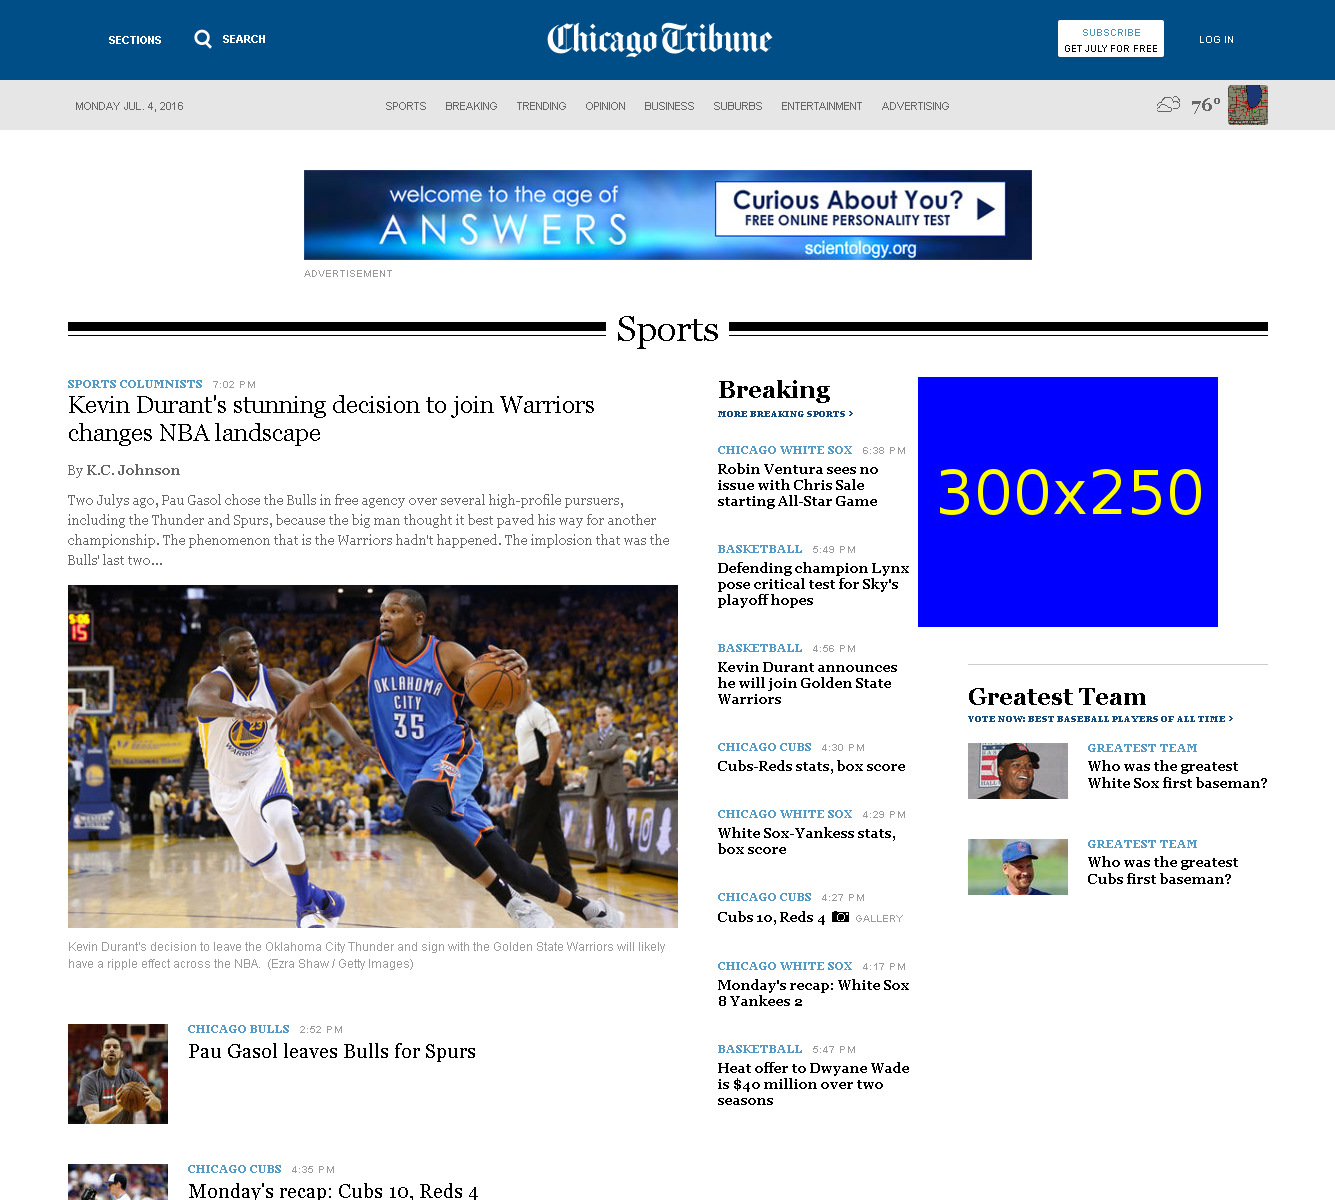 SECTIONS
SEARCH
Chicago Tribune
SUBSCRIBE
GET JULY FOR FREE
LOG IN
MONDAY JUL. 4, 2016
SPORTS BREAKING TRENDING OPINION BUSINESS SUBURBS ENTERTAINMENT ADVERTISING
76°
welcome to the age of
ANSWERS
Curious About You?
FREE ONLINE PERSONALITY TEST
scientology.org
ADVERTISEMENT
Sports
SPORTS COLUMNISTS 7:02 PM
Kevin Durant's stunning decision to join Warriors
changes NBA landscape
By K.C. Johnson
Two Julys ago, Pau Gasol chose the Bulls in free agency over several high-profile pursuers,
including the Thunder and Spurs, because the big man thought it best paved his way for another
championship. The phenomenon that is the Warriors hadn't happened. The implosion that was the
Bulls' last two...
5:06
15
23
WARRIORS
OKLAHOMA
CITY
35
Kevin Durant's decision to leave the Oklahoma City Thunder and sign with the Golden State Warriors will likely
have a ripple effect across the NBA. (Ezra Shaw / Getty Images)
CHICAGO BULLS 2:52 PM
Pau Gasol leaves Bulls for Spurs
CHICAGO CUBS 4:35 PM
Monday's recap: Cubs 10, Reds 4
Breaking
MORE BREAKING SPORTS >
CHICAGO WHITE SOX 6:38 PM
Robin Ventura sees no
issue with Chris Sale
starting All-Star Game
BASKETBALL 5:49 PM
Defending champion Lynx
pose critical test for Sky's
playoff hopes
BASKETBALL 4:56 PM
Kevin Durant announces
he will join Golden State
Warriors
CHICAGO CUBS 4:30 PM
Cubs-Reds stats, box score
CHICAGO WHITE SOX 4:29 PM
White Sox-Yankess stats,
box score
CHICAGO CUBS 4:27 PM
Cubs 10, Reds 4 GALLERY
CHICAGO WHITE SOX 4:17 PM
Monday's recap: White Sox
8 Yankees 2
BASKETBALL 5:47 PM
Heat offer to Dwyane Wade
is $40 million over two
seasons
300x250
Greatest Team
VOTE NOW: BEST BASEBALL PLAYERS OF ALL TIME >
GREATEST TEAM
Who was the greatest
White Sox first baseman?
GREATEST TEAM
Who was the greatest
Cubs first baseman?